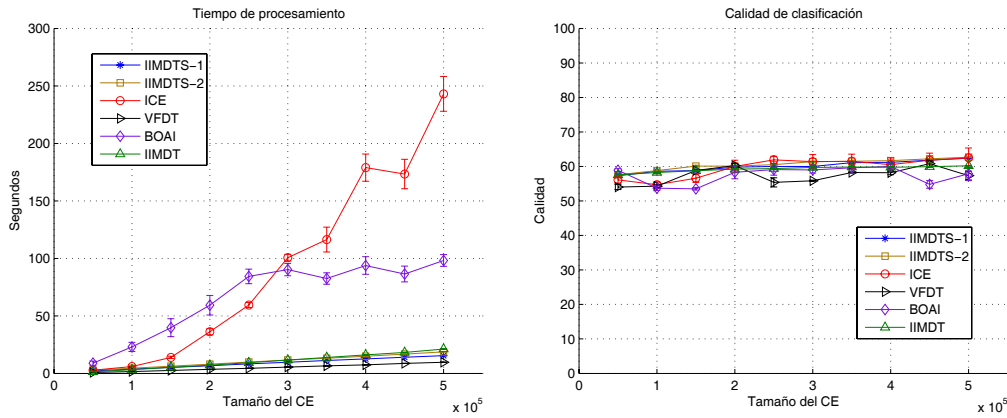 Tiempo de procesamiento
300
250
200
150
100
50
0
Segundos
IIMDTS-1
IIMDTS-2
ICE
VFDT
BOAI
IIMDT
0 1 2 3 4 5
x 10^5
Tamaño del CE
Calidad de clasificación
100
90
80
70
60
50
40
30
20
10
0
Calidad
IIMDTS-1
IIMDTS-2
ICE
VFDT
BOAI
IIMDT
0 1 2 3 4 5
x 10^5
Tamaño del CE